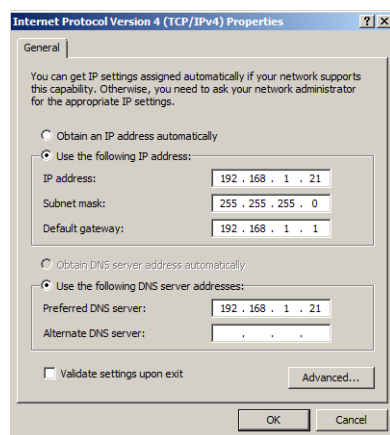 Internet Protocol Version 4 (TCP/IPv4) Properties
General
You can get IP settings assigned automatically if your network supports
this capability. Otherwise, you need to ask your network administrator
for the appropriate IP settings.
Obtain an IP address automatically
Use the following IP address:
IP address: 192 . 168 . 1 . 21
Subnet mask: 255 . 255 . 255 . 0
Default gateway: 192 . 168 . 1 . 1
Obtain DNS server address automatically
Use the following DNS server addresses:
Preferred DNS server: 192 . 168 . 1 . 21
Alternate DNS server: . . .
Validate settings upon exit
Advanced...
OK Cancel